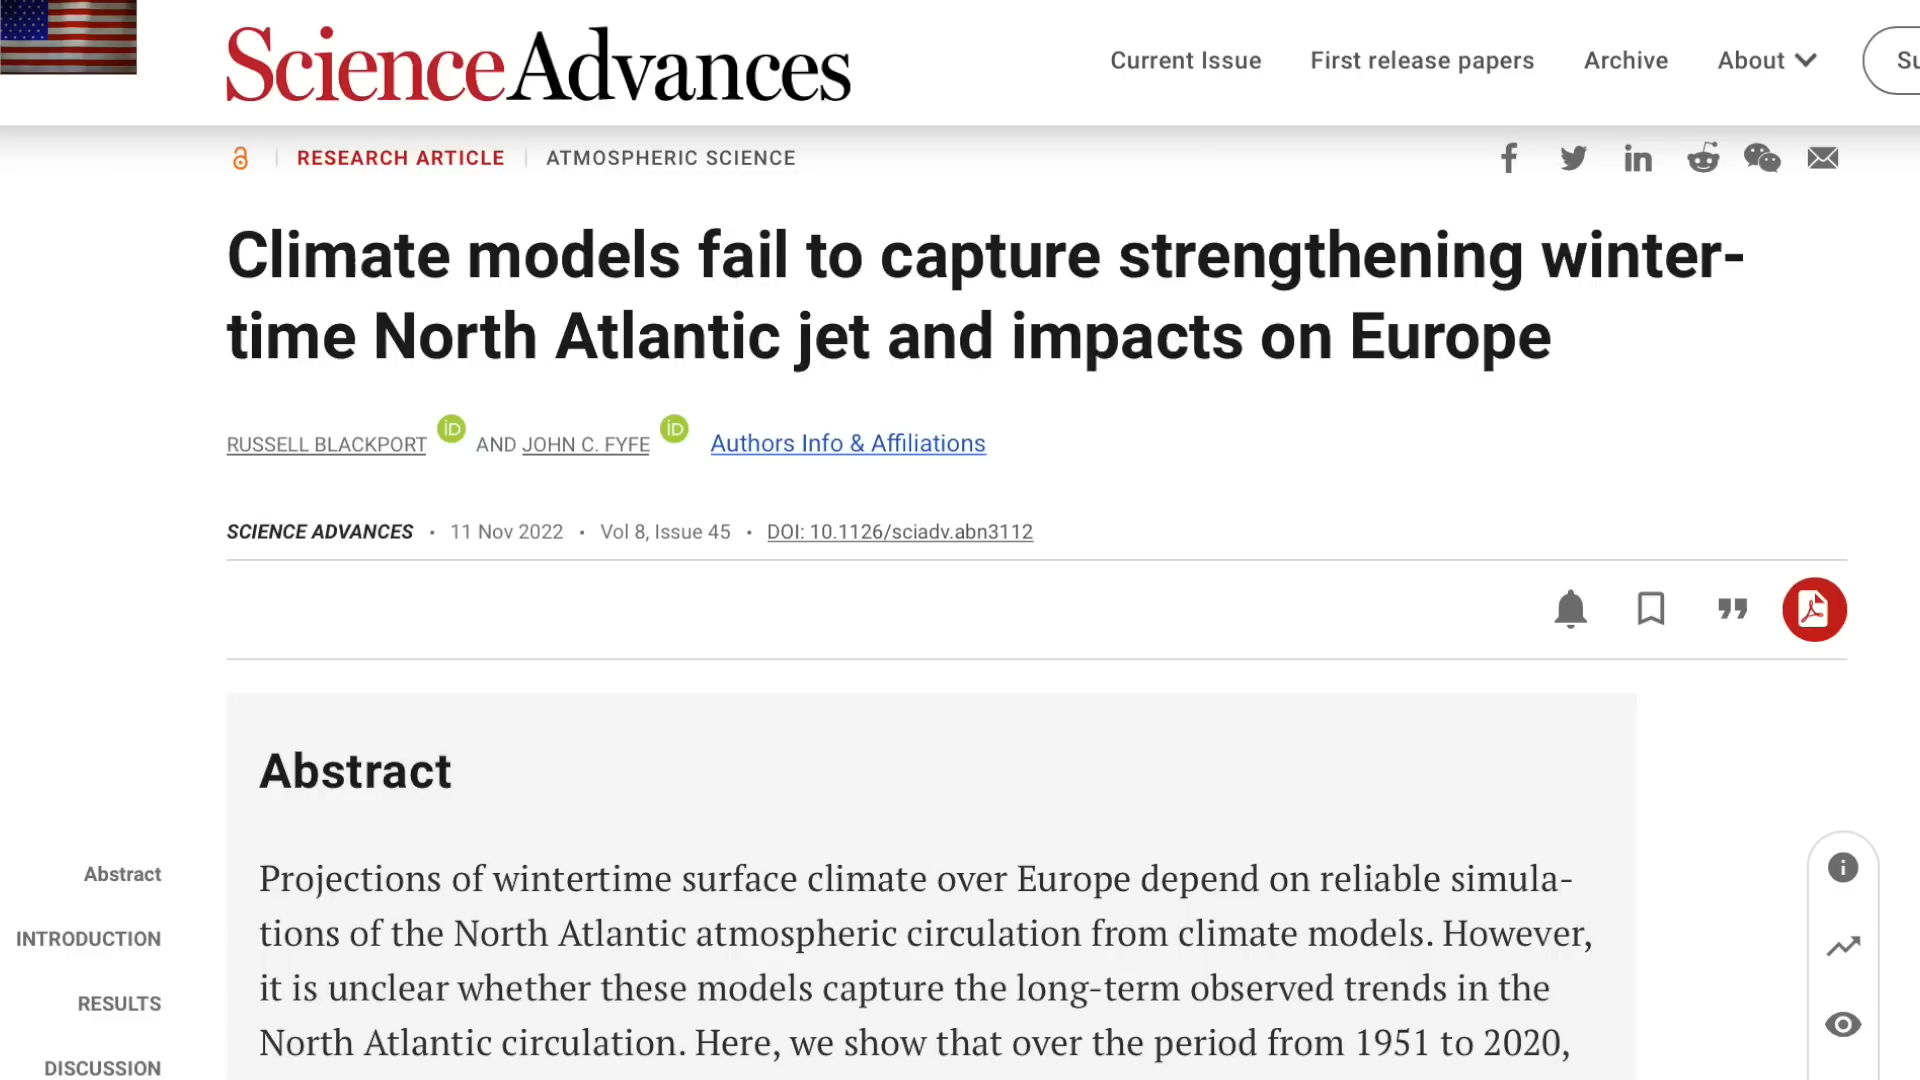 ScienceAdvances
Current Issue First release papers Archive About Su
RESEARCH ARTICLE ATMOSPHERIC SCIENCE
Climate models fail to capture strengthening winter-
time North Atlantic jet and impacts on Europe
RUSSELL BLACKPORT iD AND JOHN C. FYFE iD Authors Info & Affiliations
SCIENCE ADVANCES · 11 Nov 2022 · Vol 8, Issue 45 · DOI: 10.1126/sciadv.abn3112
Abstract
Projections of wintertime surface climate over Europe depend on reliable simula-
tions of the North Atlantic atmospheric circulation from climate models. However,
it is unclear whether these models capture the long-term observed trends in the
North Atlantic circulation. Here, we show that over the period from 1951 to 2020,
Abstract
INTRODUCTION
RESULTS
DISCUSSION